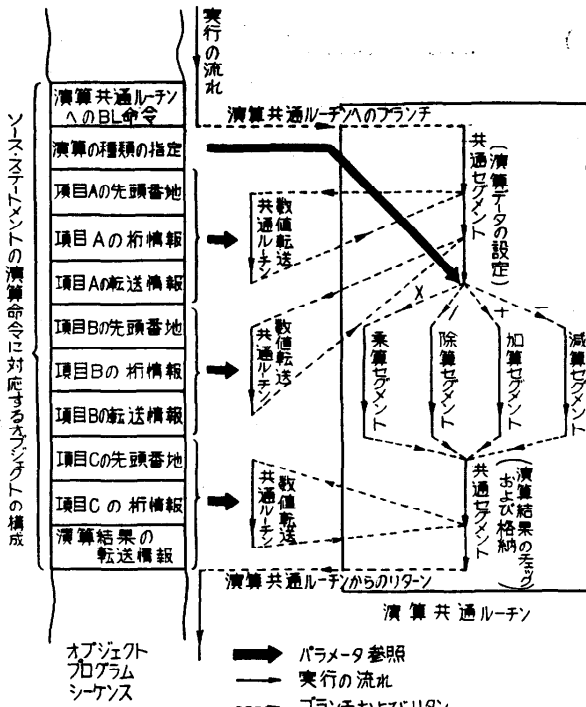 実行の流れ
ソース・ステートメントの演算命令に対応するオブジェクトの構成
演算共通ルーチン
へのBL命令
演算の種類の指定
項目Aの先頭番地
項目Aの桁情報
項目Aの転送情報
項目Bの先頭番地
項目Bの桁情報
項目Bの転送情報
項目Cの先頭番地
項目Cの桁情報
演算結果の
転送情報
オブジェクト
プログラム
シーケンス
演算共通ルーチンへのブランチ
数値転送
共通ルーチン
数値転送
共通ルーチン
数値転送
共通ルーチン
共通セグメント
(演算データの設定)
×
/
+
−
乗算セグメント
除算セグメント
加算セグメント
減算セグメント
共通セグメント
(演算結果のチェック
および格納)
演算共通ルーチンからのリターン
演算共通ルーチン
パラメータ参照
実行の流れ
ブランチおよびリタン